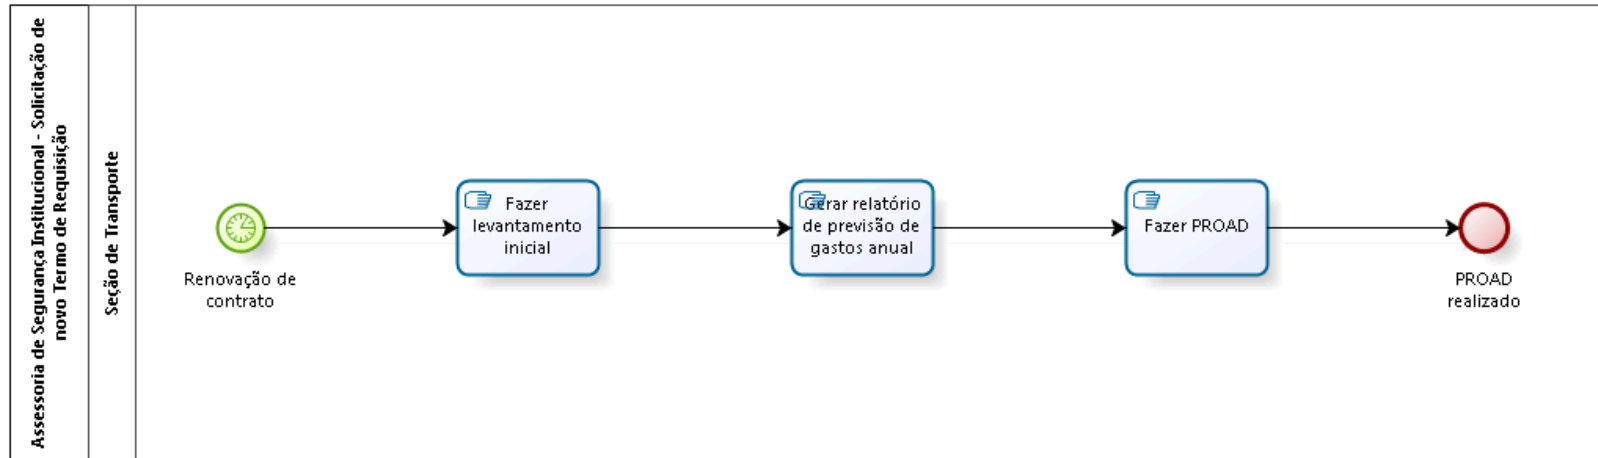 Assessoria de Segurança Institucional - Solicitação de
novo Termo de Requisição
Seção de Transporte
Renovação de
contrato
Fazer
levantamento
inicial
Gerar relatório
de previsão de
gastos anual
Fazer PROAD
PROAD
realizado